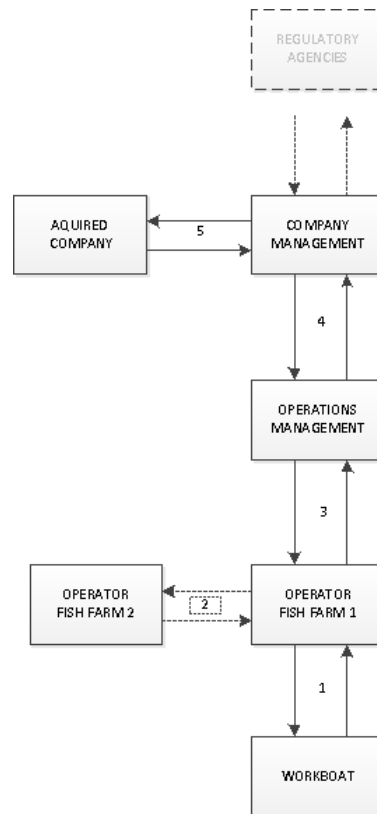 REGULATORY
AGENCIES
AQUIRED
COMPANY
5
COMPANY
MANAGEMENT
4
OPERATIONS
MANAGEMENT
3
OPERATOR
FISH FARM 2
2
OPERATOR
FISH FARM 1
1
WORKBOAT